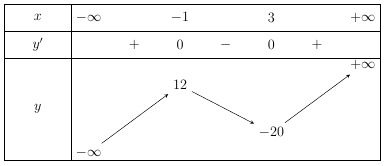 x −∞ −1 3 +∞
y′ + 0 − 0 +
+∞
12
y
−20
−∞